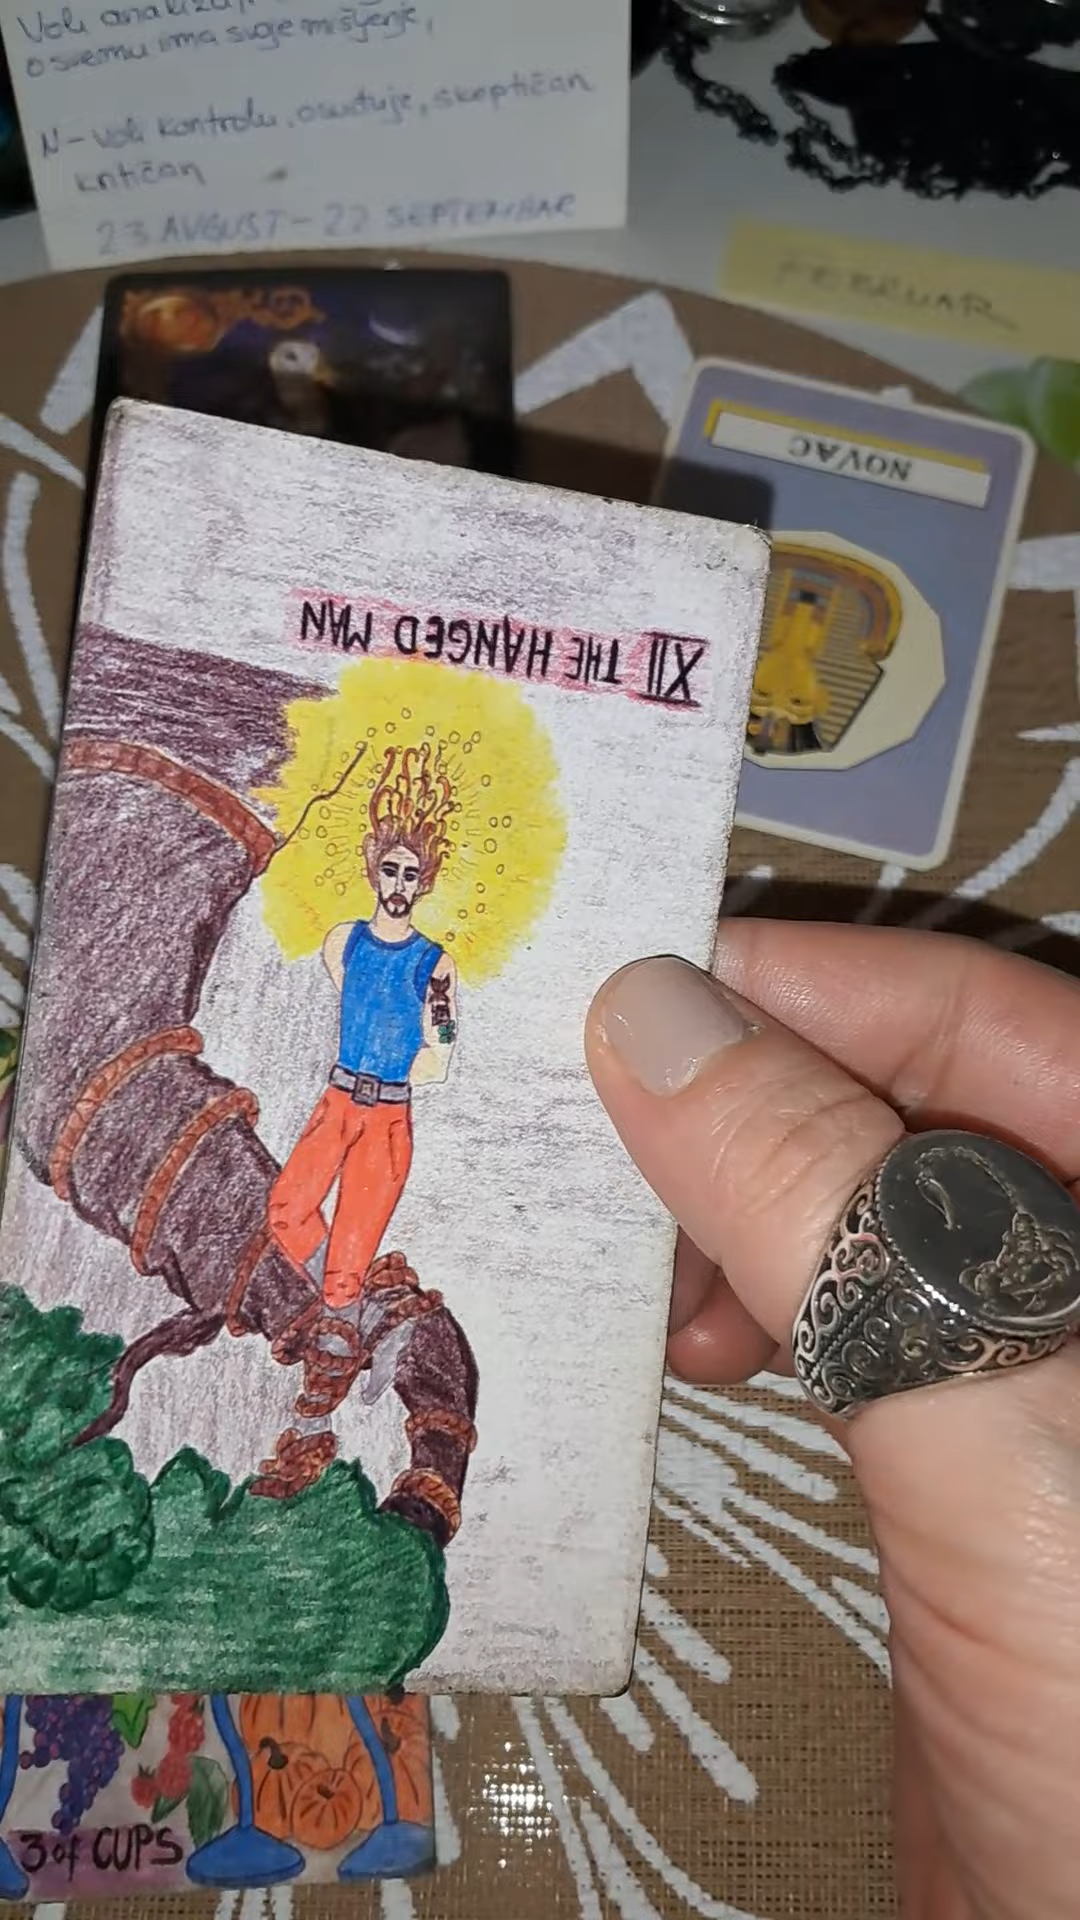 Voli
o svemu ima svoje mišljenje,
N - voli kontrolu, osuđuje, skeptičan
kritičan
23 AVGUST - 22 SEPTEMBAR
FEBRUAR
NOVAC
XII THE HANGED MAN
3 of CUPS